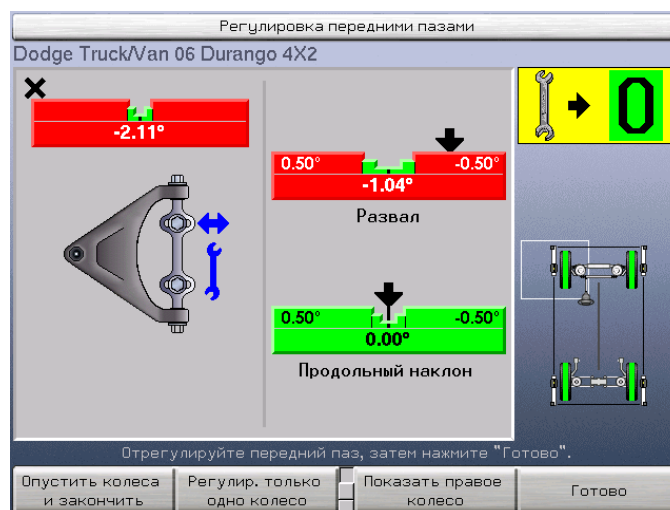 Регулировка передними пазами
Dodge Truck/Van 06 Durango 4X2
-2.11°
0.50° -0.50°
-1.04°
Развал
0.50° -0.50°
0.00°
Продольный наклон
0
Отрегулируйте передний паз, затем нажмите "Готово".
Опустить колеса
и закончить
Регулир. только
одно колесо
Показать правое
колесо
Готово